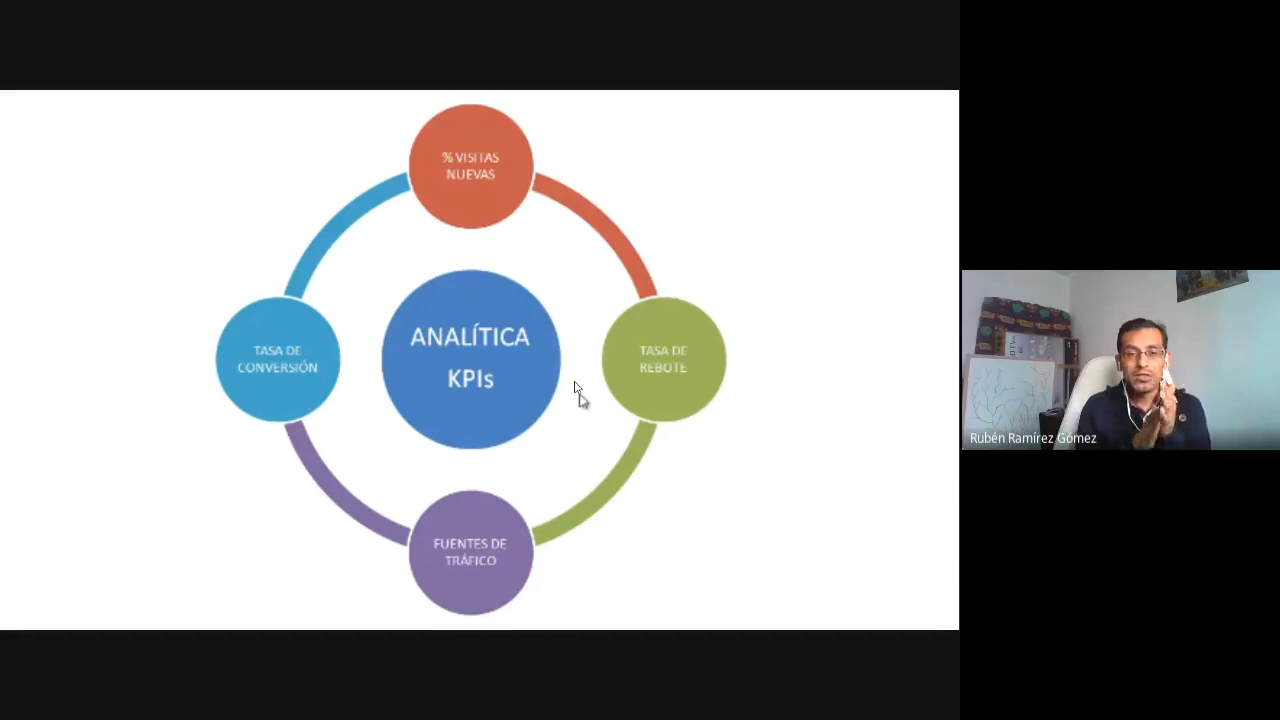 % VISITAS
NUEVAS
TASA DE
CONVERSIÓN
ANALÍTICA
KPIs
TASA DE
REBOTE
FUENTES DE
TRÁFICO
Rubén Ramírez Gómez